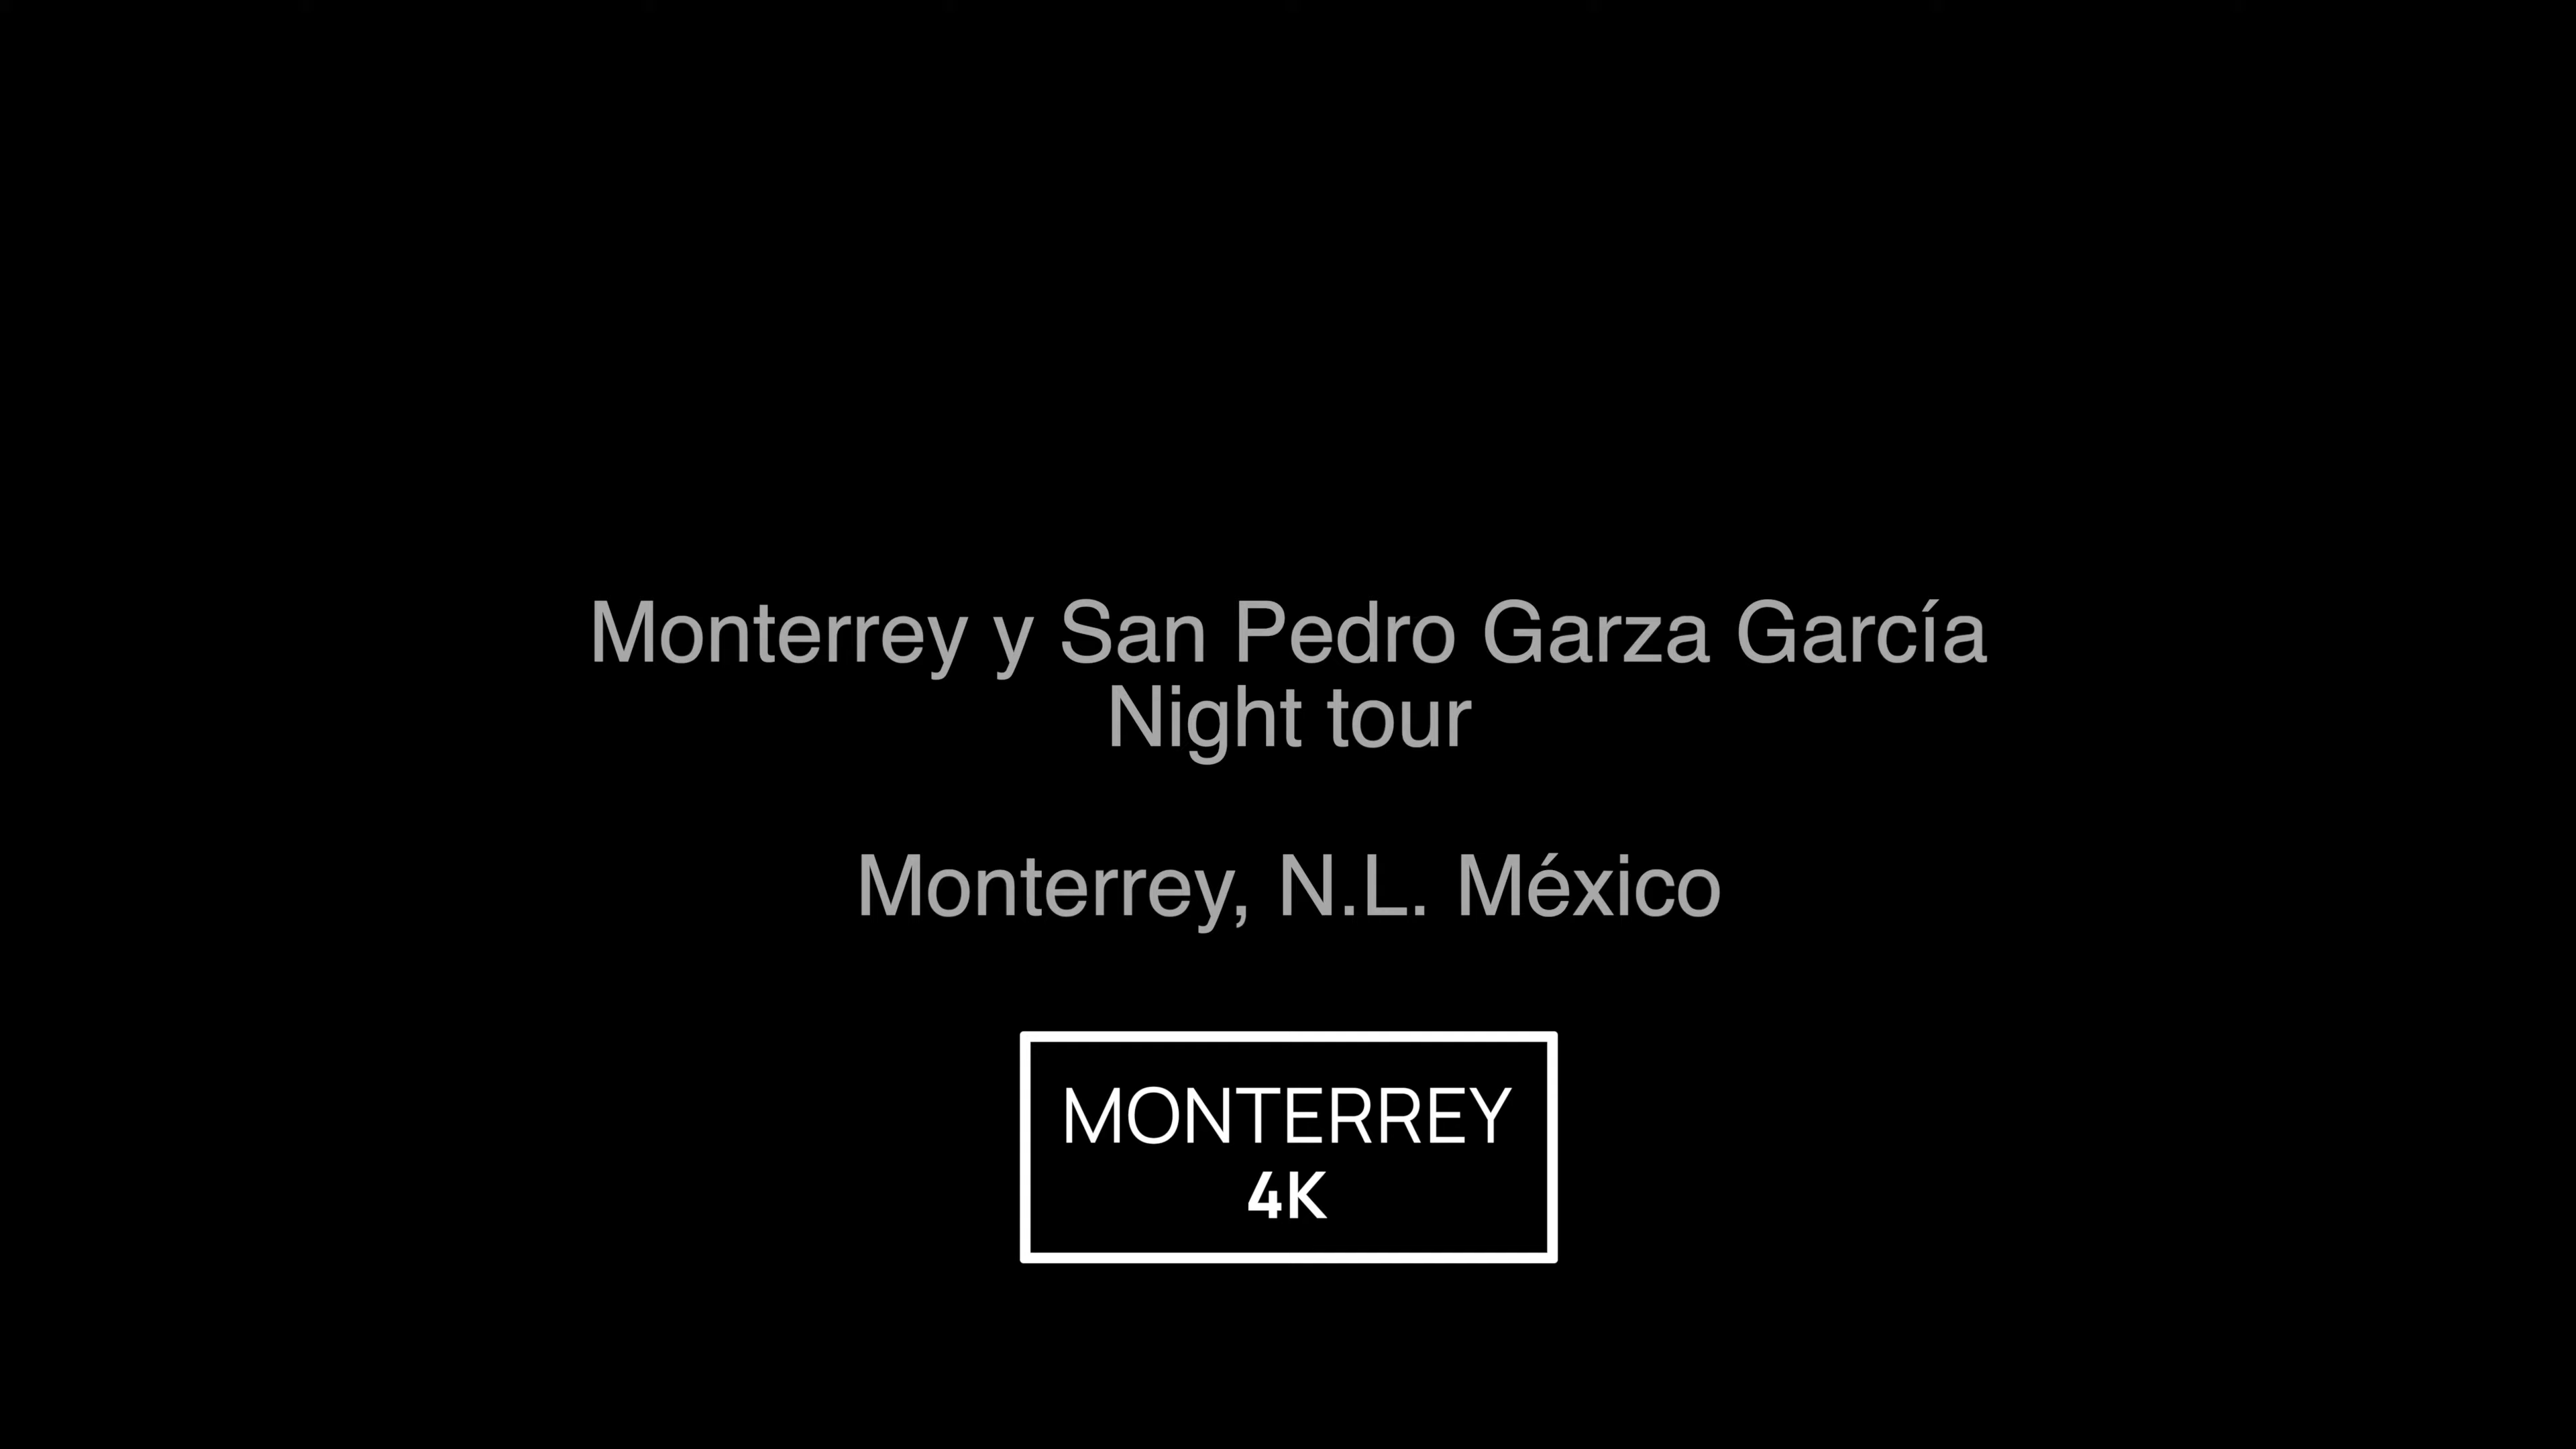 Monterrey y San Pedro Garza García
Night tour
Monterrey, N.L. México
MONTERREY
4K